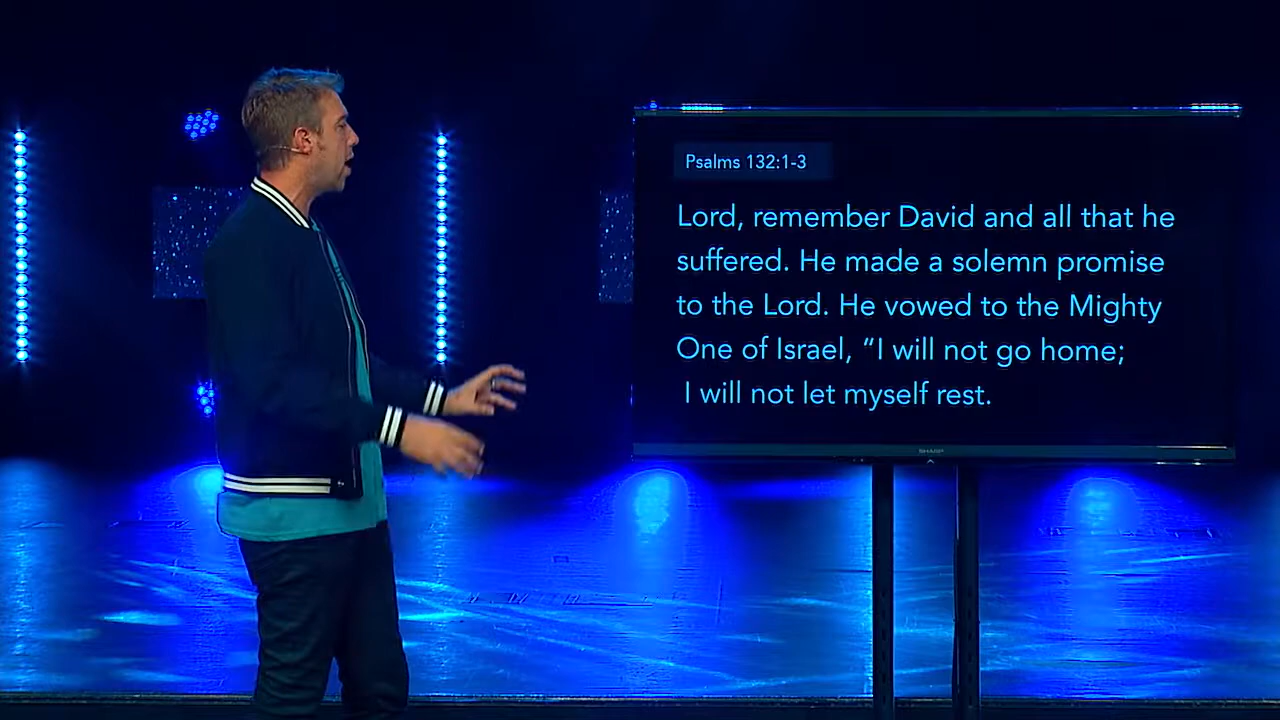 Psalms 132:1-3
Lord, remember David and all that he
suffered. He made a solemn promise
to the Lord. He vowed to the Mighty
One of Israel, “I will not go home;
I will not let myself rest.
SHARP